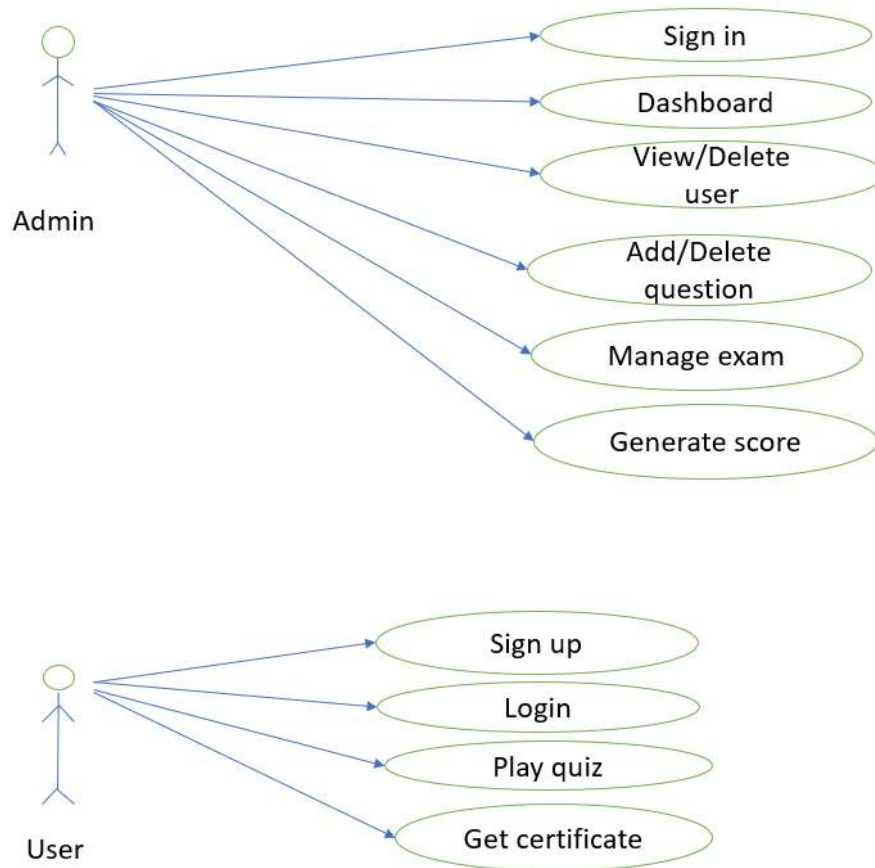 Sign in
Dashboard
View/Delete
user
Admin
Add/Delete
question
Manage exam
Generate score
Sign up
Login
Play quiz
Get certificate
User